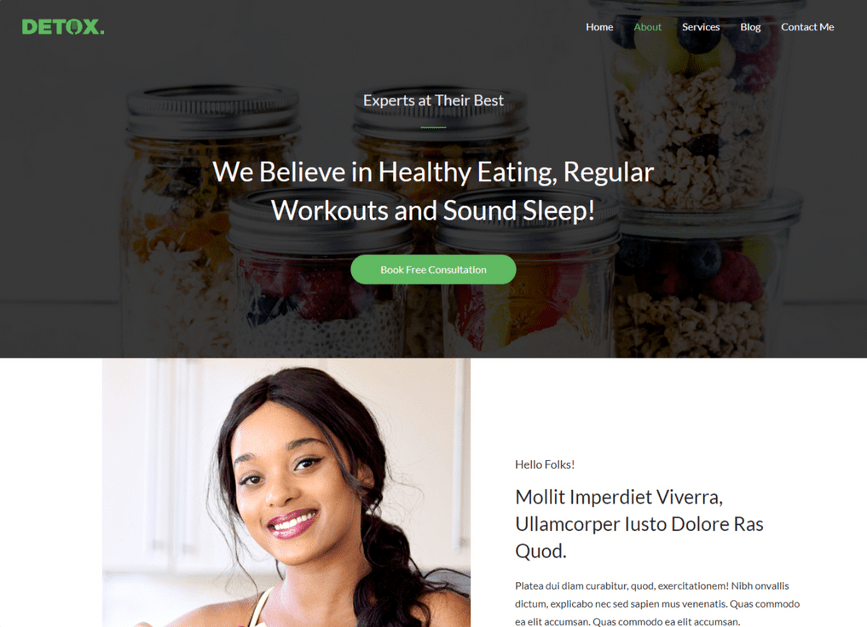 DETOX.
Home About Services Blog Contact Me
Experts at Their Best
We Believe in Healthy Eating, Regular
Workouts and Sound Sleep!
Book Free Consultation
Hello Folks!
Mollit Imperdiet Viverra,
Ullamcorper Iusto Dolore Ras
Quod.
Platea dui diam curabitur, quod, exercitationem! Nibh onvallis
dictum, explicabo nec sed sapien mus venenatis. Quas commodo
ea elit accumsan. Quas commodo ea elit accumsan.